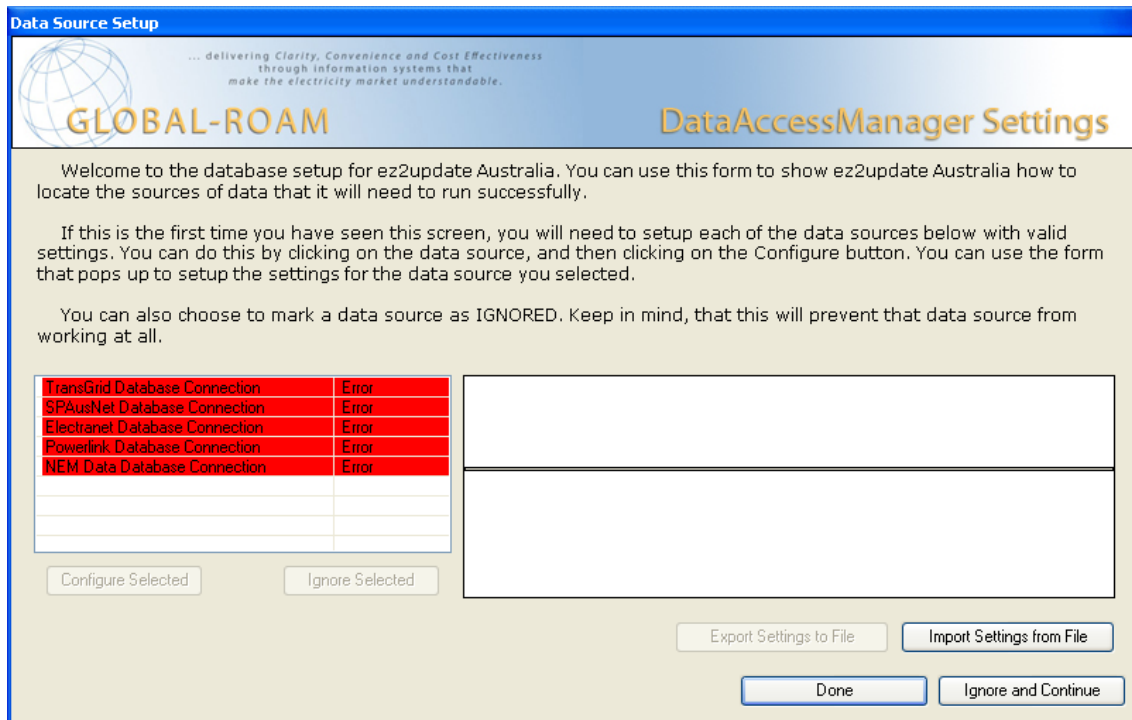 Data Source Setup
... delivering Clarity, Convenience and Cost Effectiveness
through information systems that
make the electricity market understandable.
GLOBAL-ROAM
DataAccessManager Settings
Welcome to the database setup for ez2update Australia. You can use this form to show ez2update Australia how to
locate the sources of data that it will need to run successfully.
If this is the first time you have seen this screen, you will need to setup each of the data sources below with valid
settings. You can do this by clicking on the data source, and then clicking on the Configure button. You can use the form
that pops up to setup the settings for the data source you selected.
You can also choose to mark a data source as IGNORED. Keep in mind, that this will prevent that data source from
working at all.
TransGrid Database Connection Error
SPAusNet Database Connection Error
Electranet Database Connection Error
Powerlink Database Connection Error
NEM Data Database Connection Error
Configure Selected Ignore Selected
Export Settings to File Import Settings from File
Done Ignore and Continue